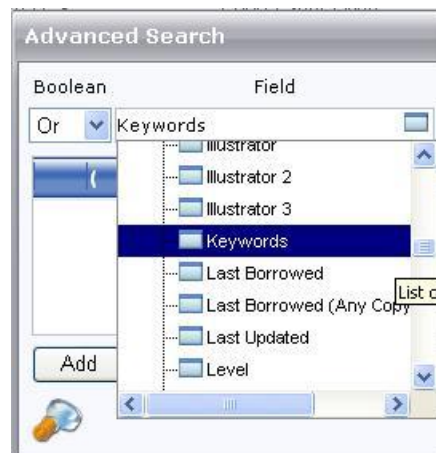 Advanced Search
Boolean Field
Or Keywords
Illustrator
Illustrator 2
Illustrator 3
Keywords
Last Borrowed
Last Borrowed (Any Copy
List
Last Updated
Add
Level
(